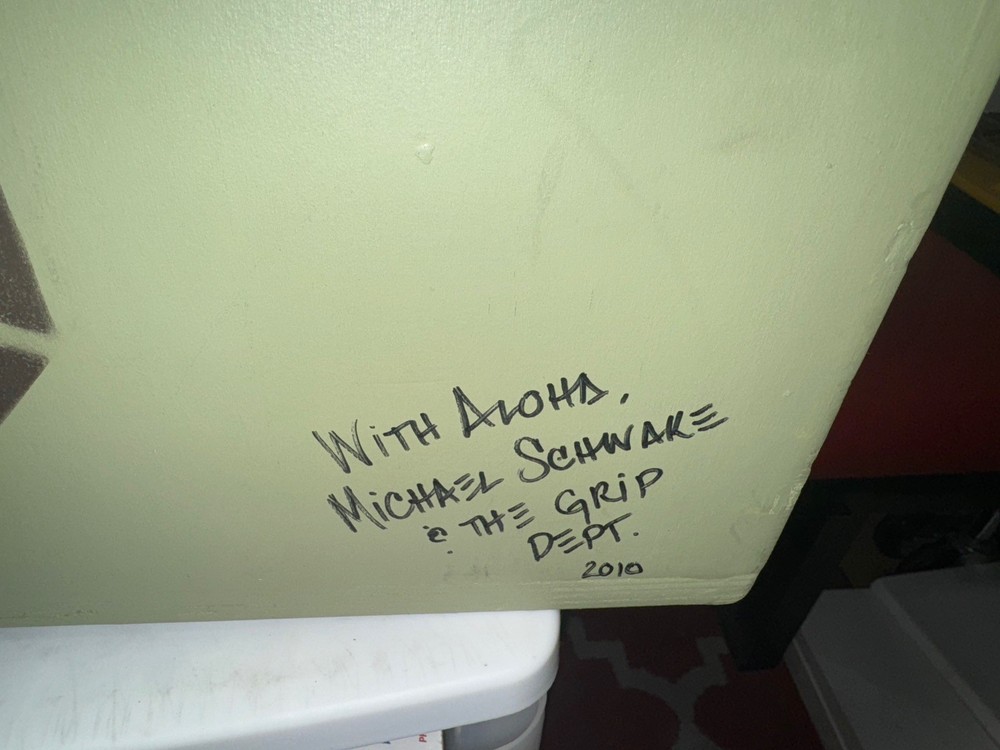 With Aloha,
Michael Schwake
& The Grip
Dept.
2010